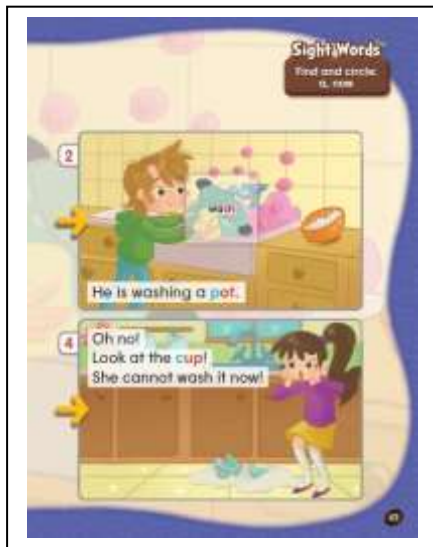 Sight Words
Find and circle:
a, now
2
wash
He is washing a pot.
4
Oh no!
Look at the cup!
She cannot wash it now!